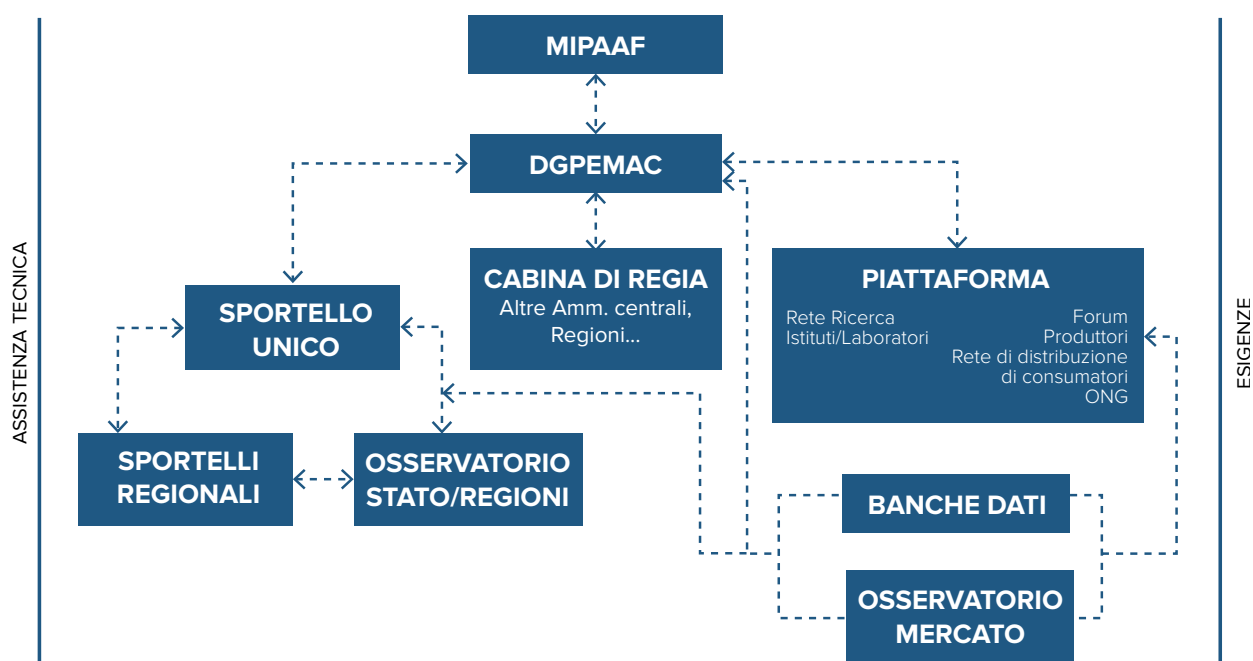 MIPAAF
DGPEMAC
CABINA DI REGIA
Altre Amm. centrali,
Regioni...
PIATTAFORMA
Rete Ricerca
Istituti/Laboratori
Forum
Produttori
Rete di distribuzione
di consumatori
ONG
SPORTELLO
UNICO
SPORTELLI
REGIONALI
OSSERVATORIO
STATO/REGIONI
BANCHE DATI
OSSERVATORIO
MERCATO
ASSISTENZA TECNICA
ESIGENZE